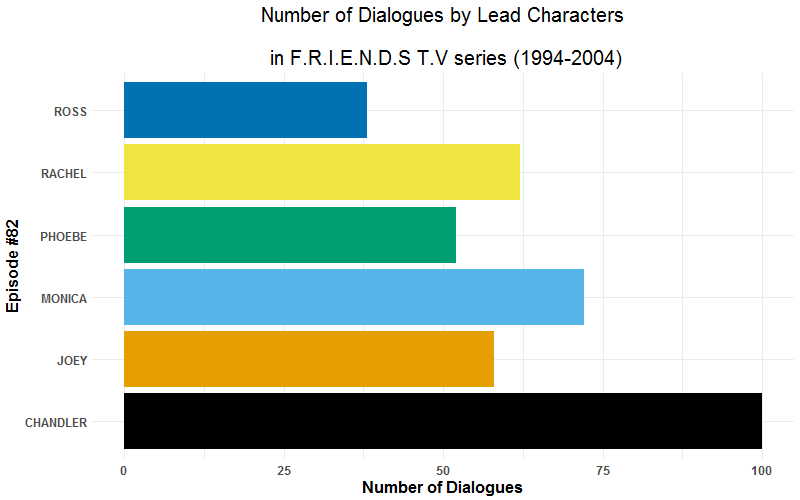 Number of Dialogues by Lead Characters
in F.R.I.E.N.D.S T.V series (1994-2004)
Episode #82
ROSS
RACHEL
PHOEBE
MONICA
JOEY
CHANDLER
0 25 50 75 100
Number of Dialogues